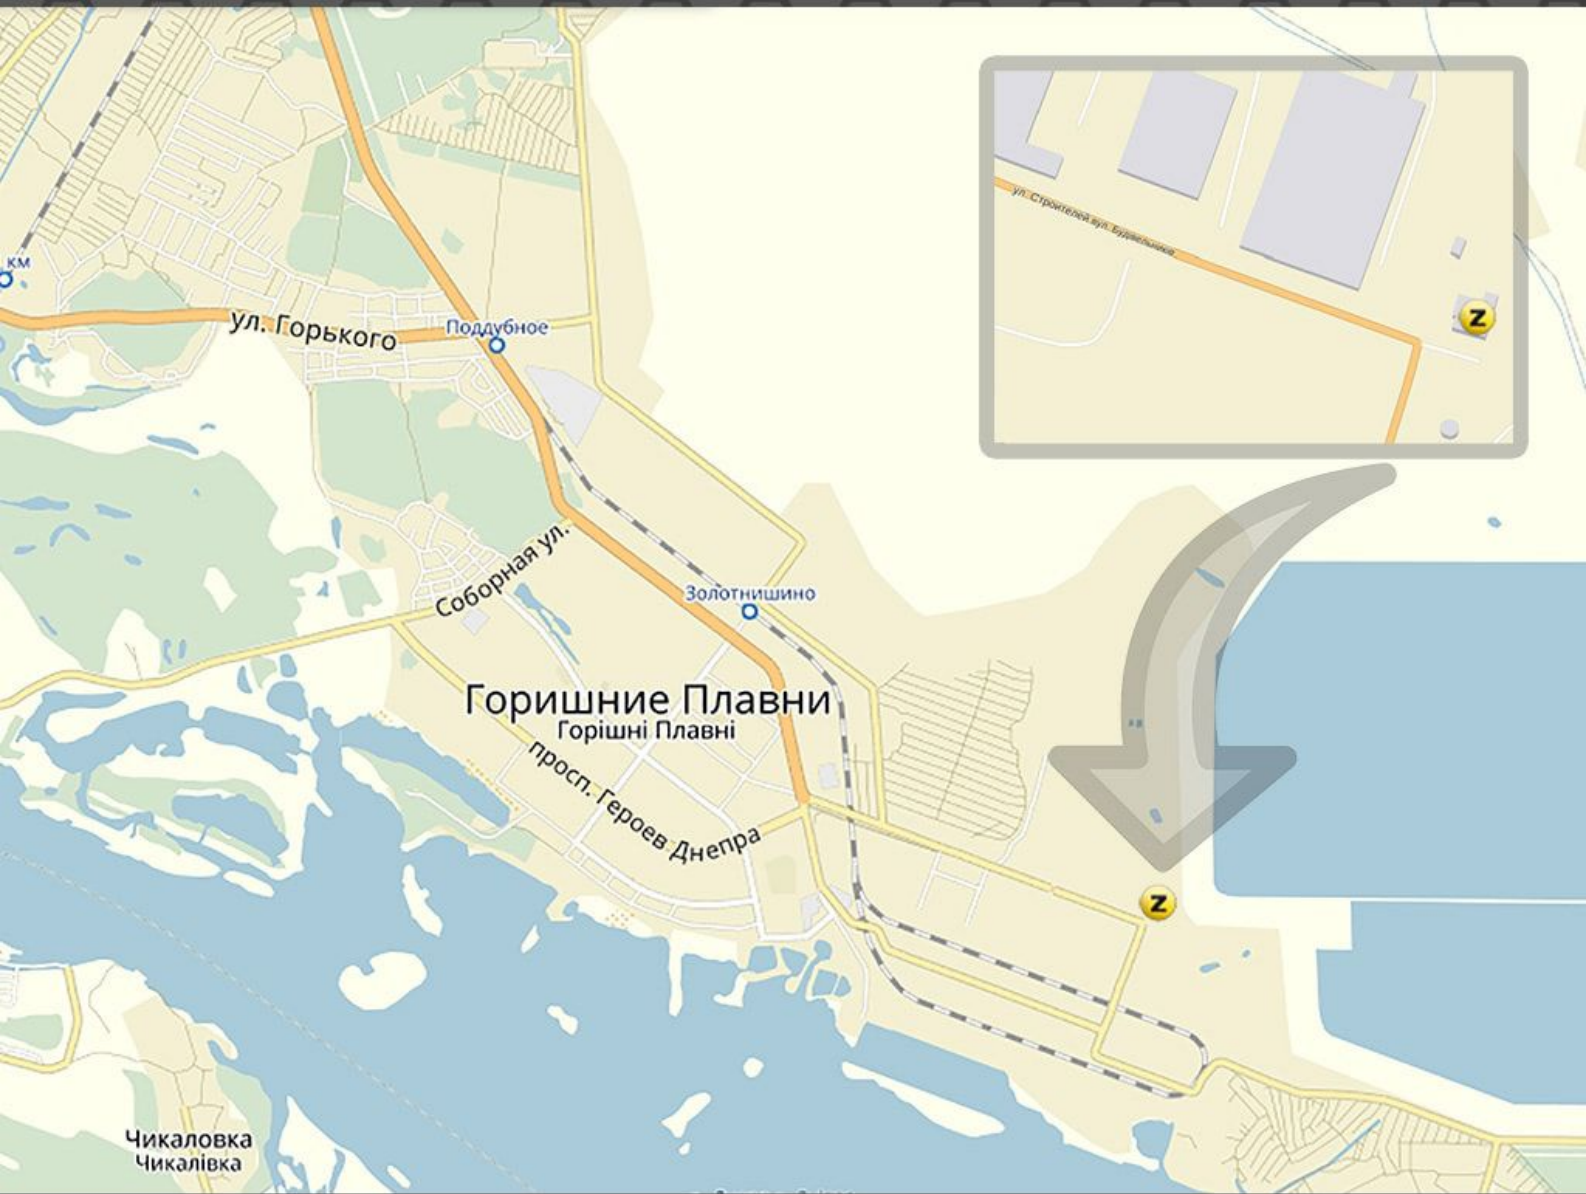 ул. Строителей/вул. Будівельників
км
ул. Горького
Поддубное
Z
Соборная ул.
Золотнишино
Горишние Плавни
Горішні Плавні
просп. Героев Днепра
Z
Чикаловка
Чикалівка